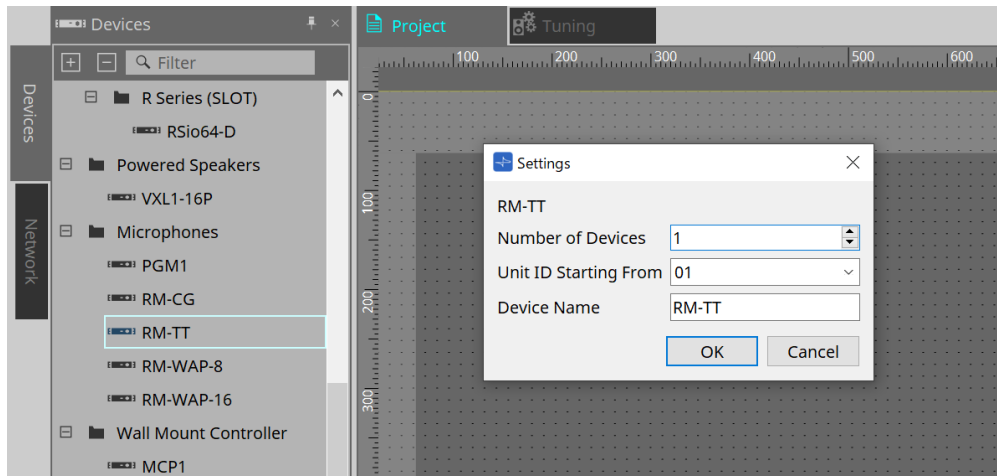 Devices
Filter
R Series (SLOT)
RSio64-D
Powered Speakers
VXL1-16P
Microphones
PGM1
RM-CG
RM-TT
RM-WAP-8
RM-WAP-16
Wall Mount Controller
MCP1
Devices
Network
Project
Tuning
100 200 300 400 500 600
0
100
200
300
Settings
RM-TT
Number of Devices 1
Unit ID Starting From 01
Device Name RM-TT
OK Cancel